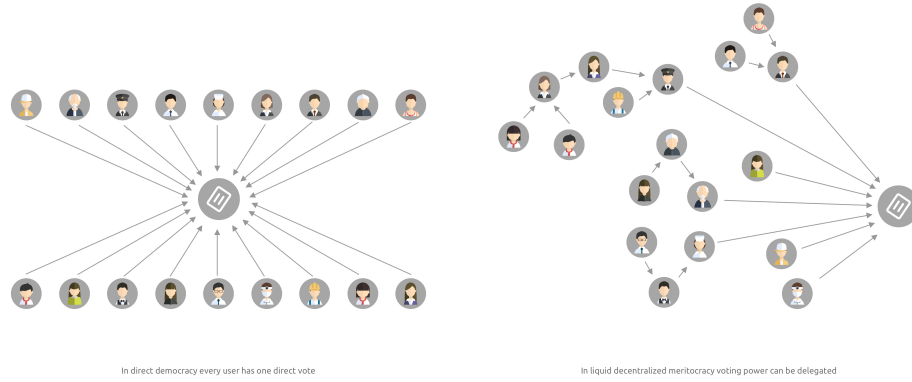 In direct democracy every user has one direct vote
In liquid decentralized meritocracy voting power can be delegated